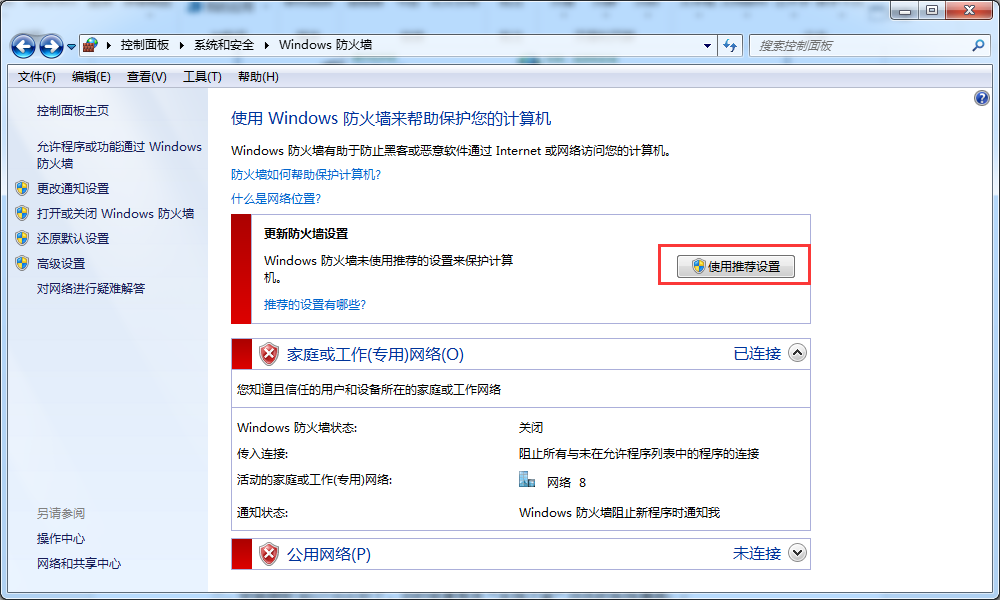 控制面板 系统和安全 Windows 防火墙
搜索控制面板
文件(F) 编辑(E) 查看(V) 工具(T) 帮助(H)
控制面板主页
允许程序或功能通过 Windows
防火墙
更改通知设置
打开或关闭 Windows 防火墙
还原默认设置
高级设置
对网络进行疑难解答
另请参阅
操作中心
网络和共享中心
使用 Windows 防火墙来帮助保护您的计算机
Windows 防火墙有助于防止黑客或恶意软件通过 Internet 或网络访问您的计算机。
防火墙如何帮助保护计算机?
什么是网络位置?
更新防火墙设置
Windows 防火墙未使用推荐的设置来保护计算
机。
推荐的设置有哪些?
使用推荐设置
家庭或工作(专用)网络(O) 已连接
您知道且信任的用户和设备所在的家庭或工作网络
Windows 防火墙状态: 关闭
传入连接: 阻止所有与未在允许程序列表中的程序的连接
活动的家庭或工作(专用)网络: 网络 8
通知状态: Windows 防火墙阻止新程序时通知我
公用网络(P) 未连接